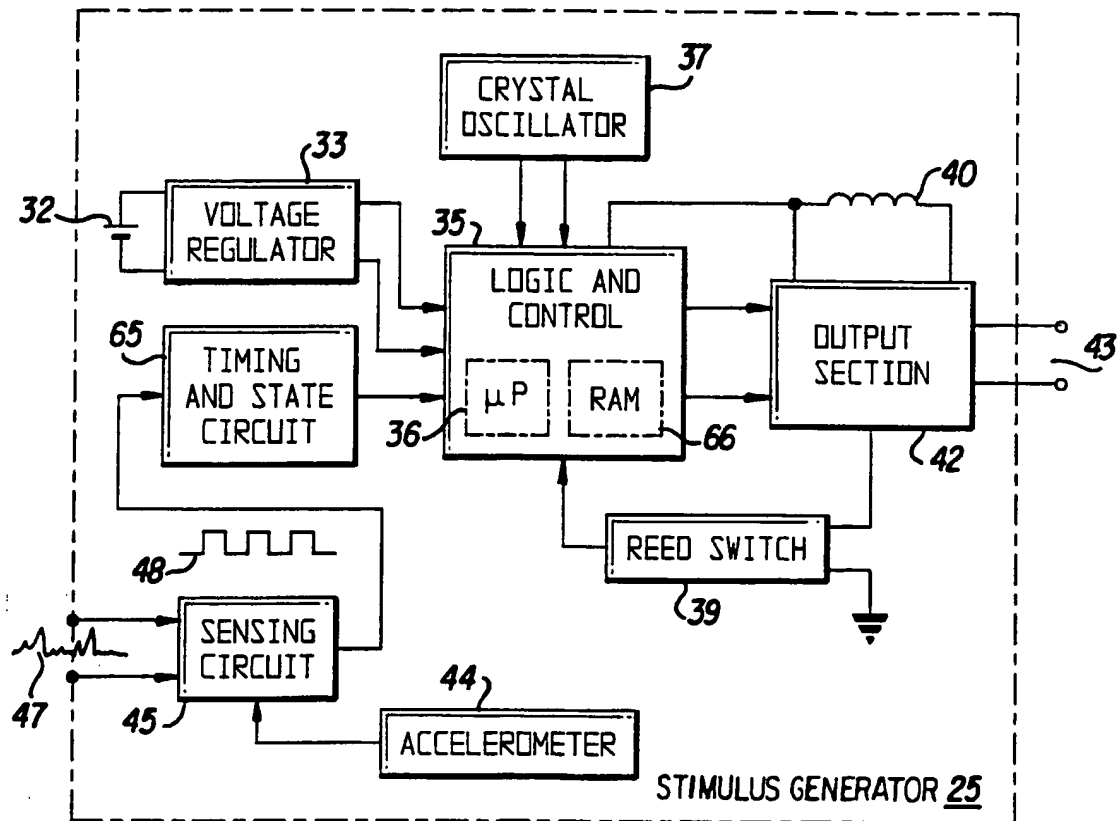 37
CRYSTAL
OSCILLATOR
33
VOLTAGE
REGULATOR
32
40
35
LOGIC AND
CONTROL
μP
RAM
36
66
65
TIMING
AND STATE
CIRCUIT
OUTPUT
SECTION
43
42
REED SWITCH
39
48
47
SENSING
CIRCUIT
45
44
ACCELEROMETER
STIMULUS GENERATOR 25